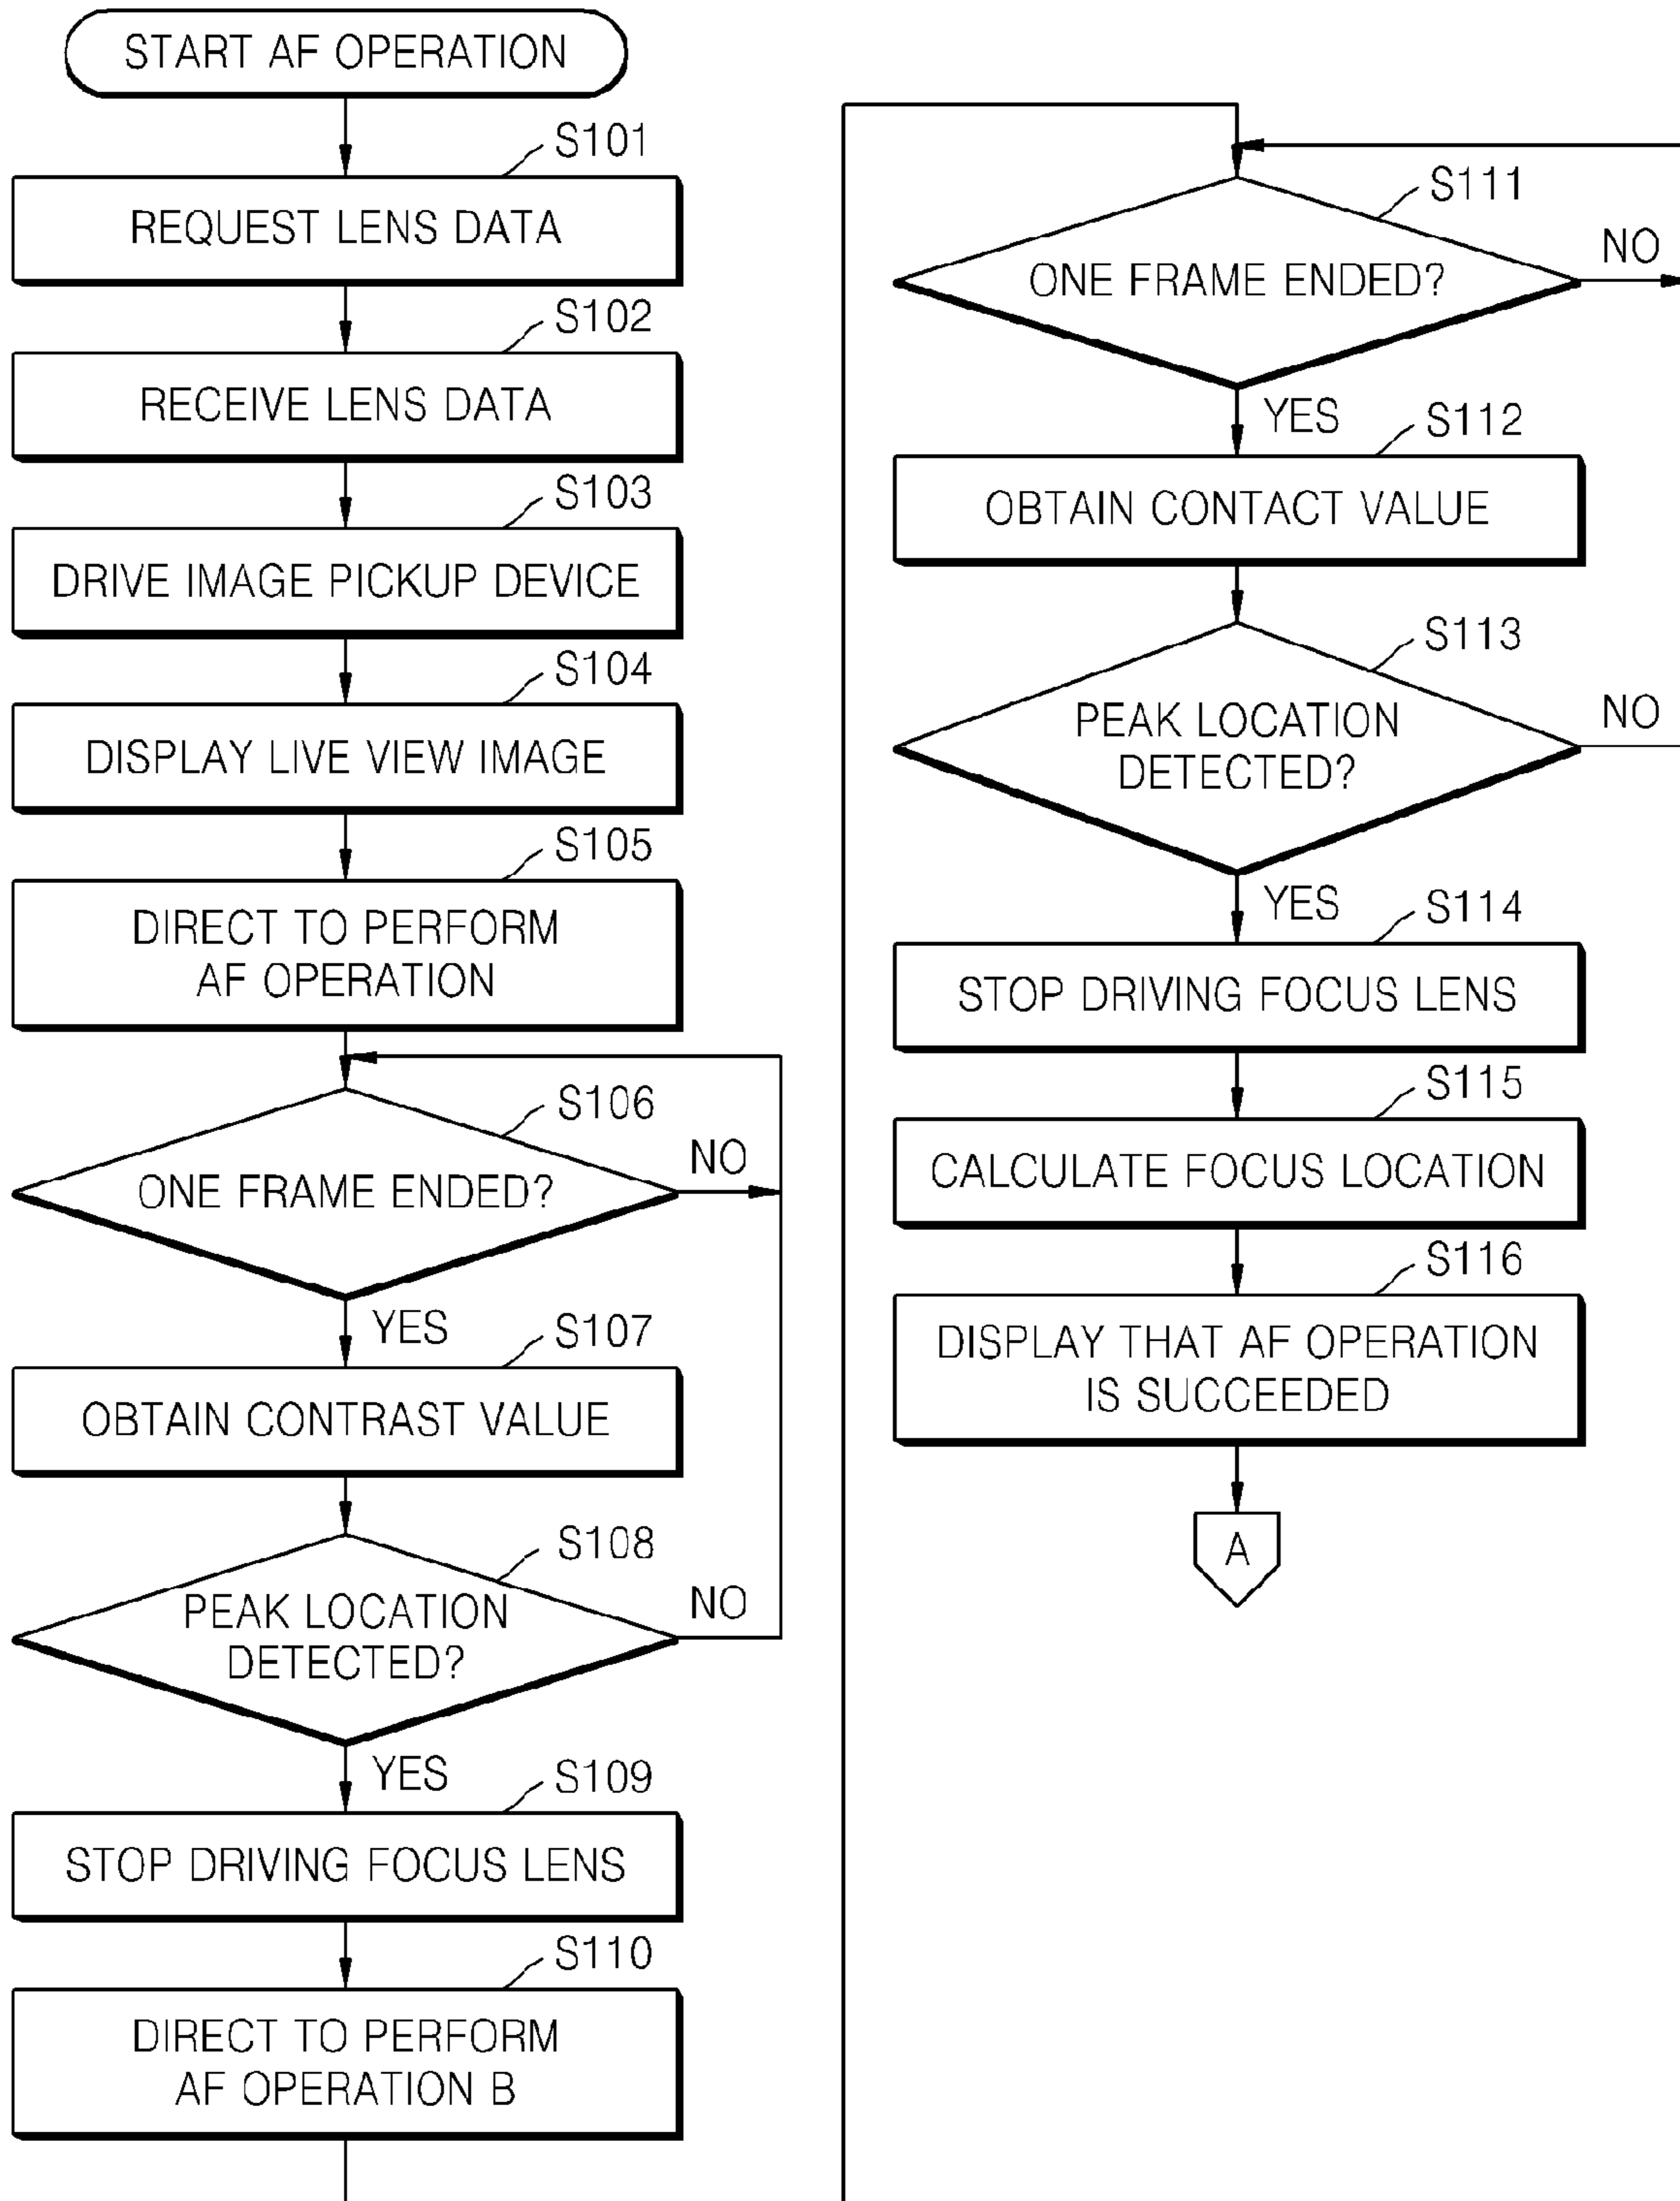 START AF OPERATION
S101
REQUEST LENS DATA
S102
RECEIVE LENS DATA
S103
DRIVE IMAGE PICKUP DEVICE
S104
DISPLAY LIVE VIEW IMAGE
S105
DIRECT TO PERFORM
AF OPERATION
S106
ONE FRAME ENDED?
NO
YES
S107
OBTAIN CONTRAST VALUE
S108
PEAK LOCATION
DETECTED?
NO
YES
S109
STOP DRIVING FOCUS LENS
S110
DIRECT TO PERFORM
AF OPERATION B
S111
ONE FRAME ENDED?
NO
YES
S112
OBTAIN CONTACT VALUE
S113
PEAK LOCATION
DETECTED?
NO
YES
S114
STOP DRIVING FOCUS LENS
S115
CALCULATE FOCUS LOCATION
S116
DISPLAY THAT AF OPERATION
IS SUCCEEDED
A